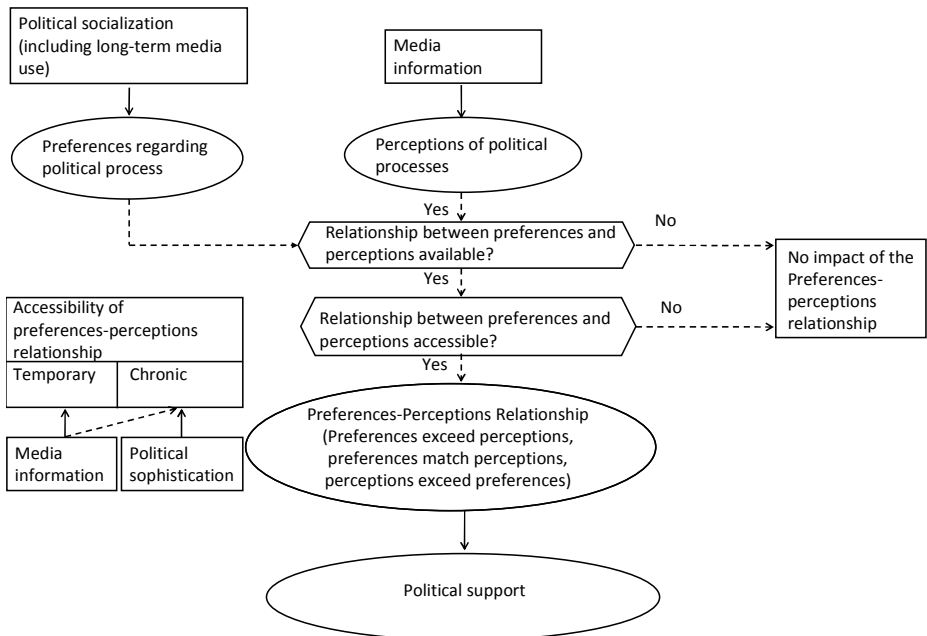 Political socialization
(including long-term media
use)
Media
information
Preferences regarding
political process
Perceptions of political
processes
Yes
No
Relationship between preferences and
perceptions available?
No impact of the
Preferences-
perceptions
relationship
Yes
Accessibility of
preferences-perceptions
relationship
Temporary
Chronic
No
Relationship between preferences and
perceptions accessible?
Yes
Media
information
Political
sophistication
Preferences-Perceptions Relationship
(Preferences exceed perceptions,
preferences match perceptions,
perceptions exceed preferences)
Political support